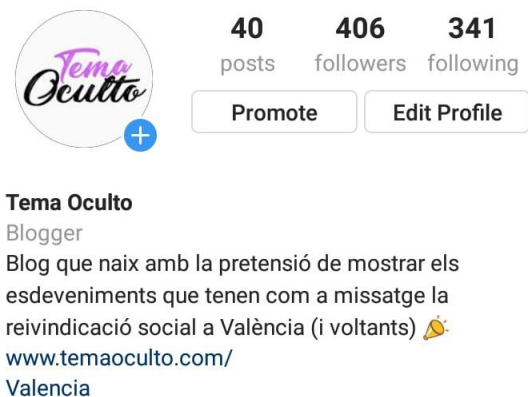 Tema
Oculto
40 406 341
posts followers following
Promote Edit Profile
Tema Oculto
Blogger
Blog que naix amb la pretensió de mostrar els
esdeveniments que tenen com a missatge la
reivindicació social a València (i voltants) 📣
www.temaoculto.com/
Valencia